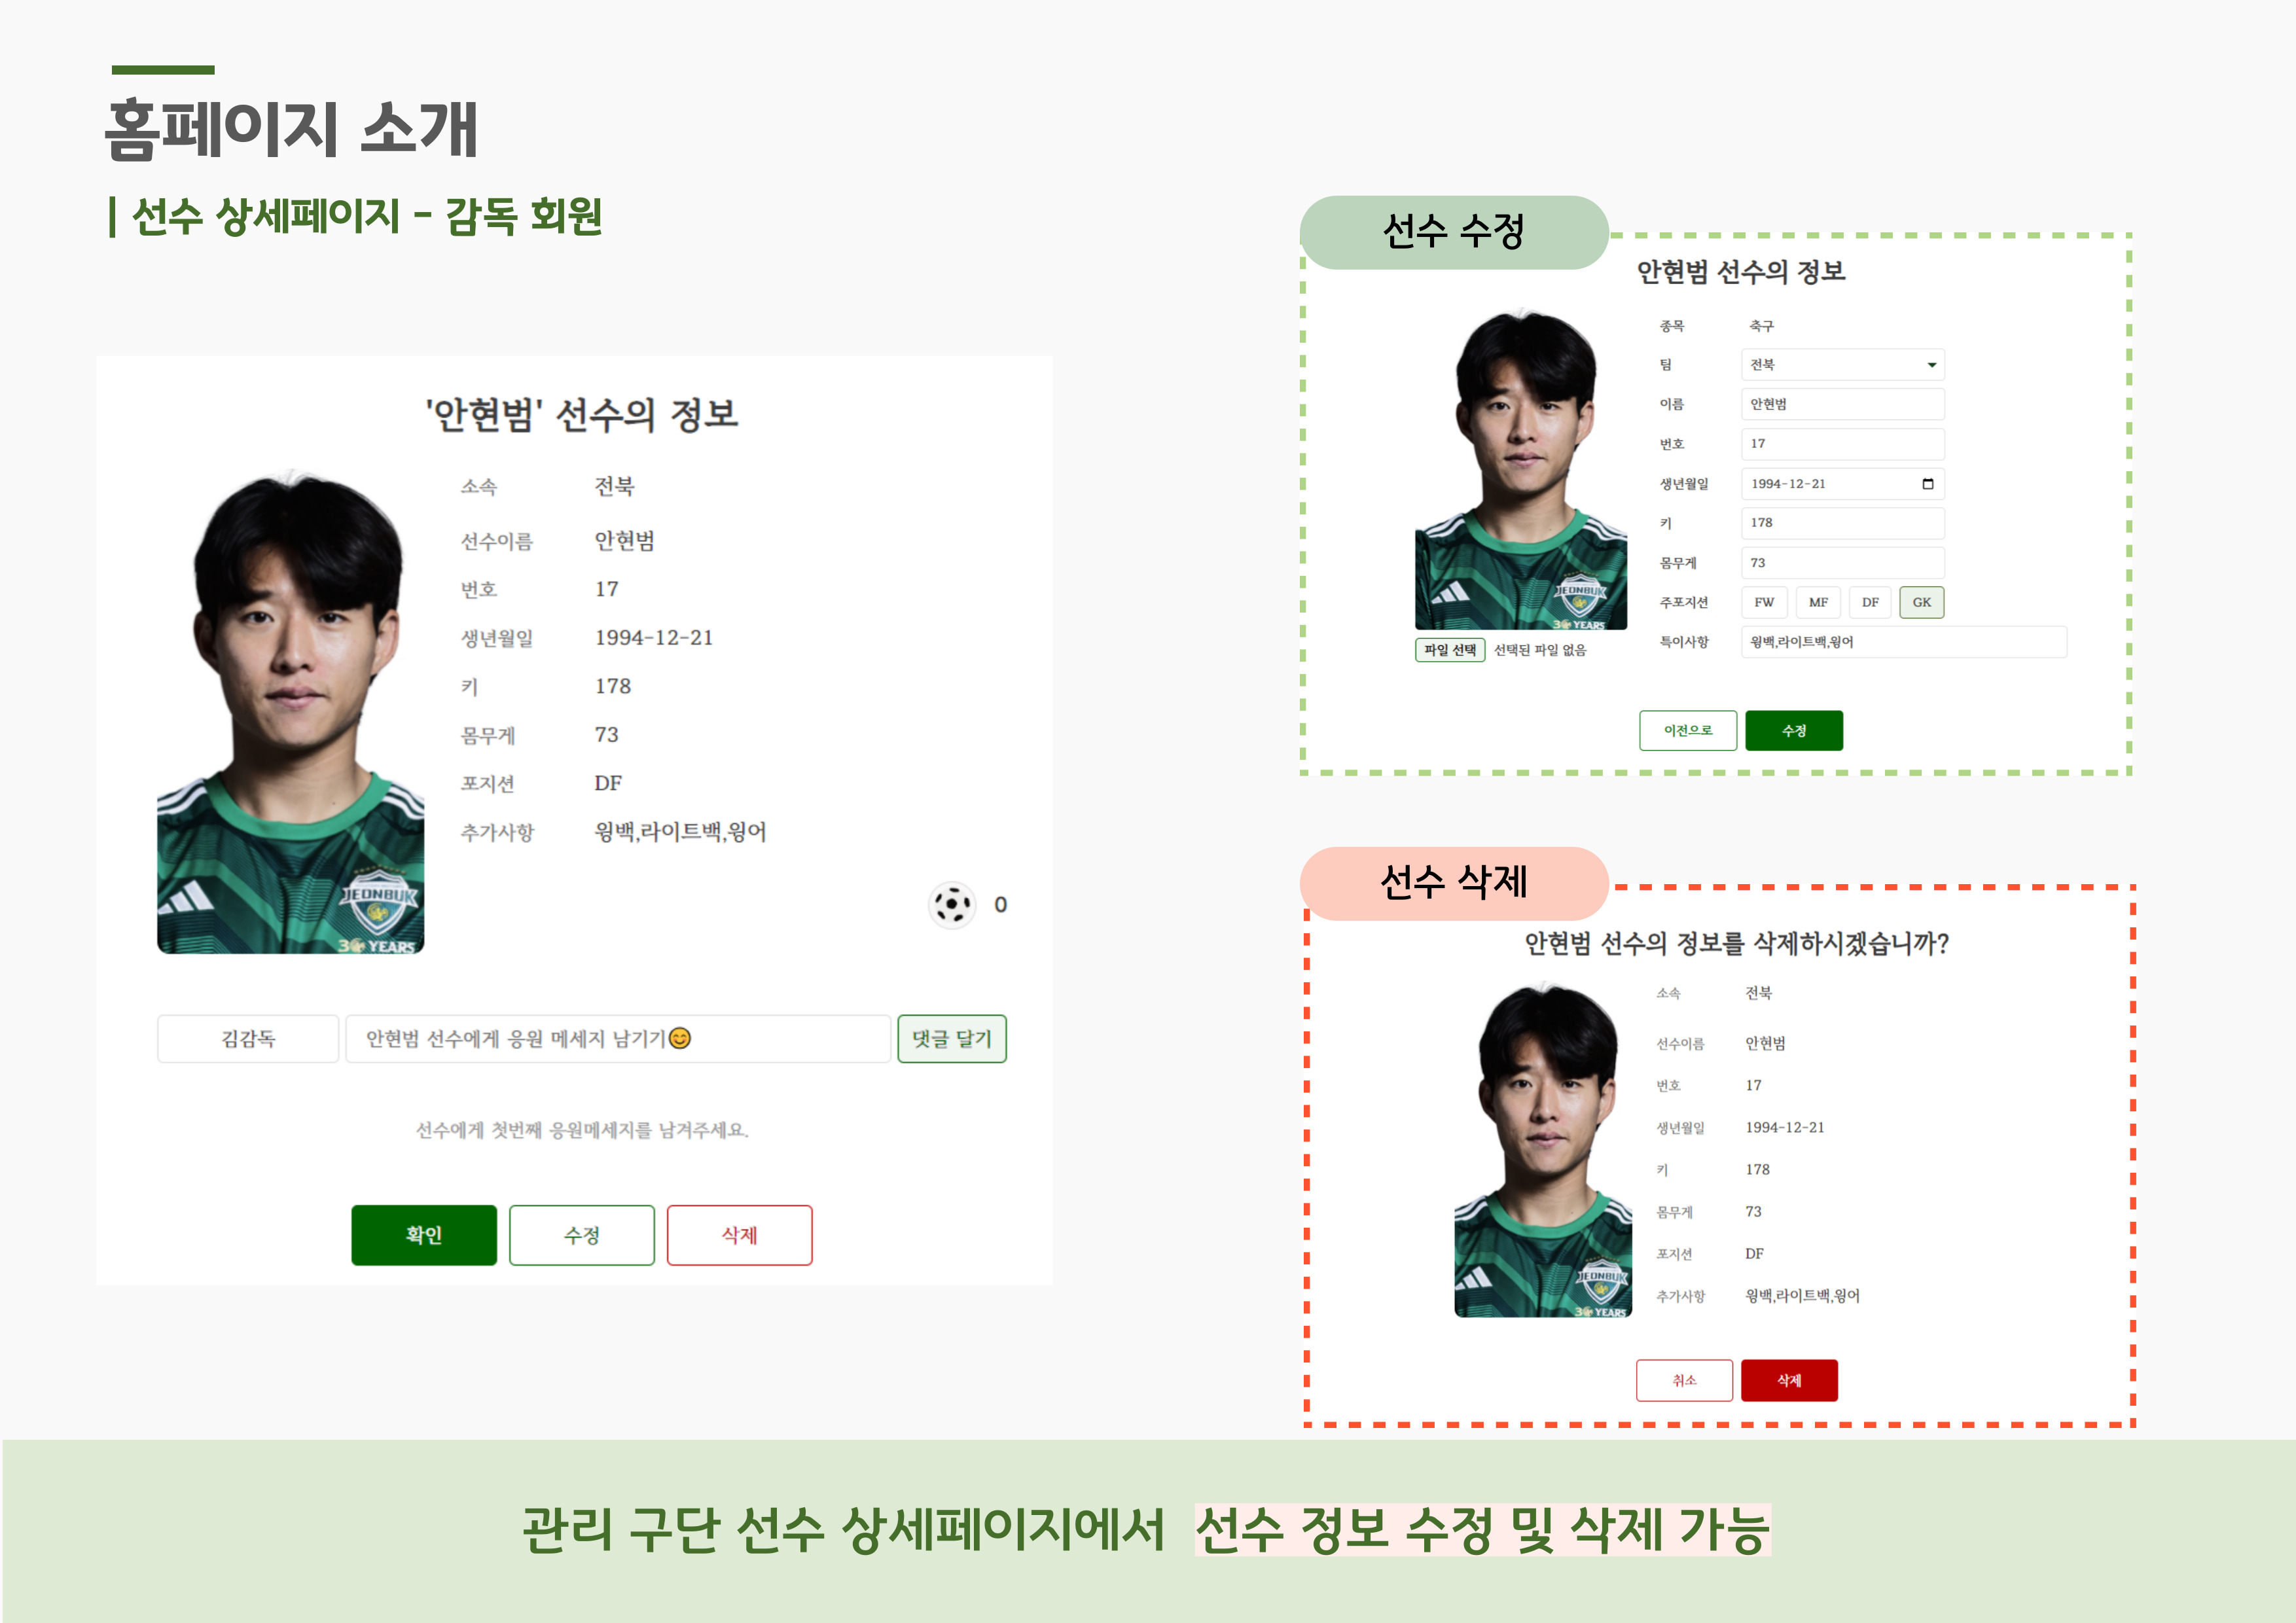 홈페이지 소개
| 선수 상세페이지 - 감독 회원
'안현범' 선수의 정보
소속 전북
선수이름 안현범
번호 17
생년월일 1994-12-21
키 178
몸무게 73
포지션 DF
추가사항 윙백,라이트백,윙어
JEONBUK
30 YEARS
0
김감독 안현범 선수에게 응원 메세지 남기기😊 댓글 달기
선수에게 첫번째 응원메세지를 남겨주세요.
확인 수정 삭제
선수 수정
안현범 선수의 정보
종목 축구
팀 전북
이름 안현범
번호 17
생년월일 1994-12-21
키 178
몸무게 73
주포지션 FW MF DF GK
특이사항 윙백,라이트백,윙어
JEONBUK
30 YEARS
파일 선택 선택된 파일 없음
이전으로 수정
선수 삭제
안현범 선수의 정보를 삭제하시겠습니까?
소속 전북
선수이름 안현범
번호 17
생년월일 1994-12-21
키 178
몸무게 73
포지션 DF
추가사항 윙백,라이트백,윙어
JEONBUK
30 YEARS
취소 삭제
관리 구단 선수 상세페이지에서 선수 정보 수정 및 삭제 가능